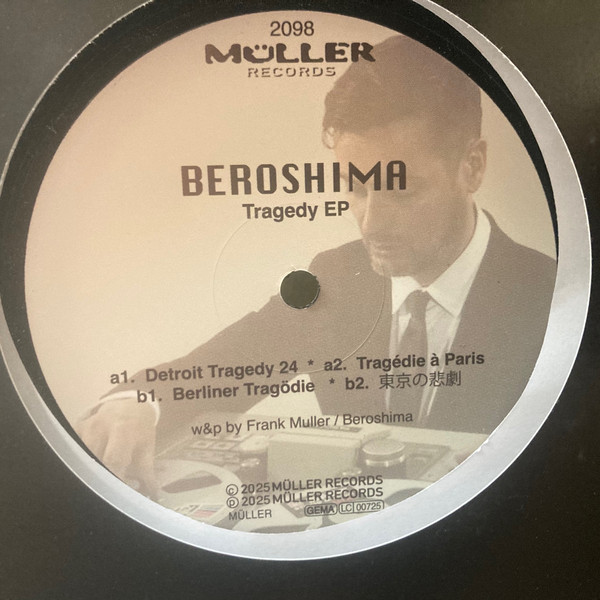 2098
MÜLLER
RECORDS
BEROSHIMA
Tragedy EP
a1. Detroit Tragedy 24 * a2. Tragédie à Paris
b1. Berliner Tragödie * b2. 東京の悲劇
w&p by Frank Muller / Beroshima
© 2025 MÜLLER RECORDS
℗ 2025 MÜLLER RECORDS
MÜLLER GEMA LC 00725